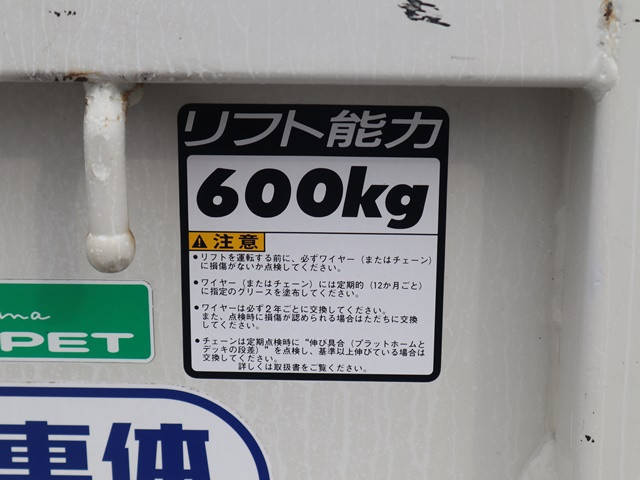 リフト能力
600kg
注意
• リフトを運転する前に、必ずワイヤー（またはチェーン）
に損傷がないか点検してください。
• ワイヤー（またはチェーン）には定期的（12か月ごと）
に指定のグリースを塗布してください。
• ワイヤーは必ず２年ごとに交換してください。
また、点検時に損傷が認められる場合はただちに交換
してください。
• チェーンは定期点検時に“伸び具合（プラットホームと
デッキの段差）”を点検し、基準以上伸びている場合は
交換してください。
詳しくは取扱書をご覧ください。
ma
PET
車体